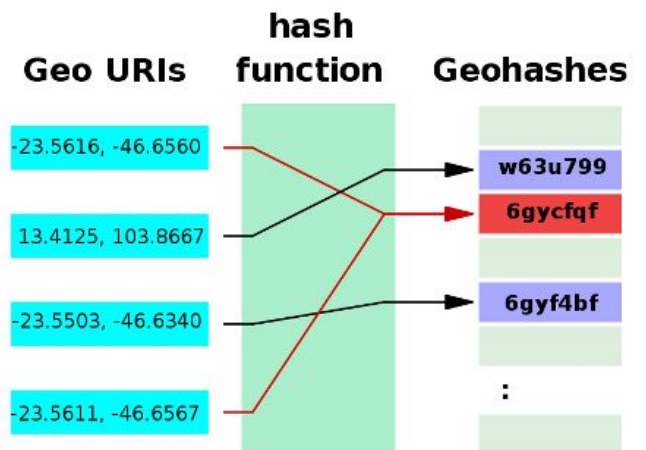 hash
function
Geo URIs
Geohashes
-23.5616, -46.6560
13.4125, 103.8667
-23.5503, -46.6340
-23.5611, -46.6567
w63u799
6gycfqf
6gyf4bf
: